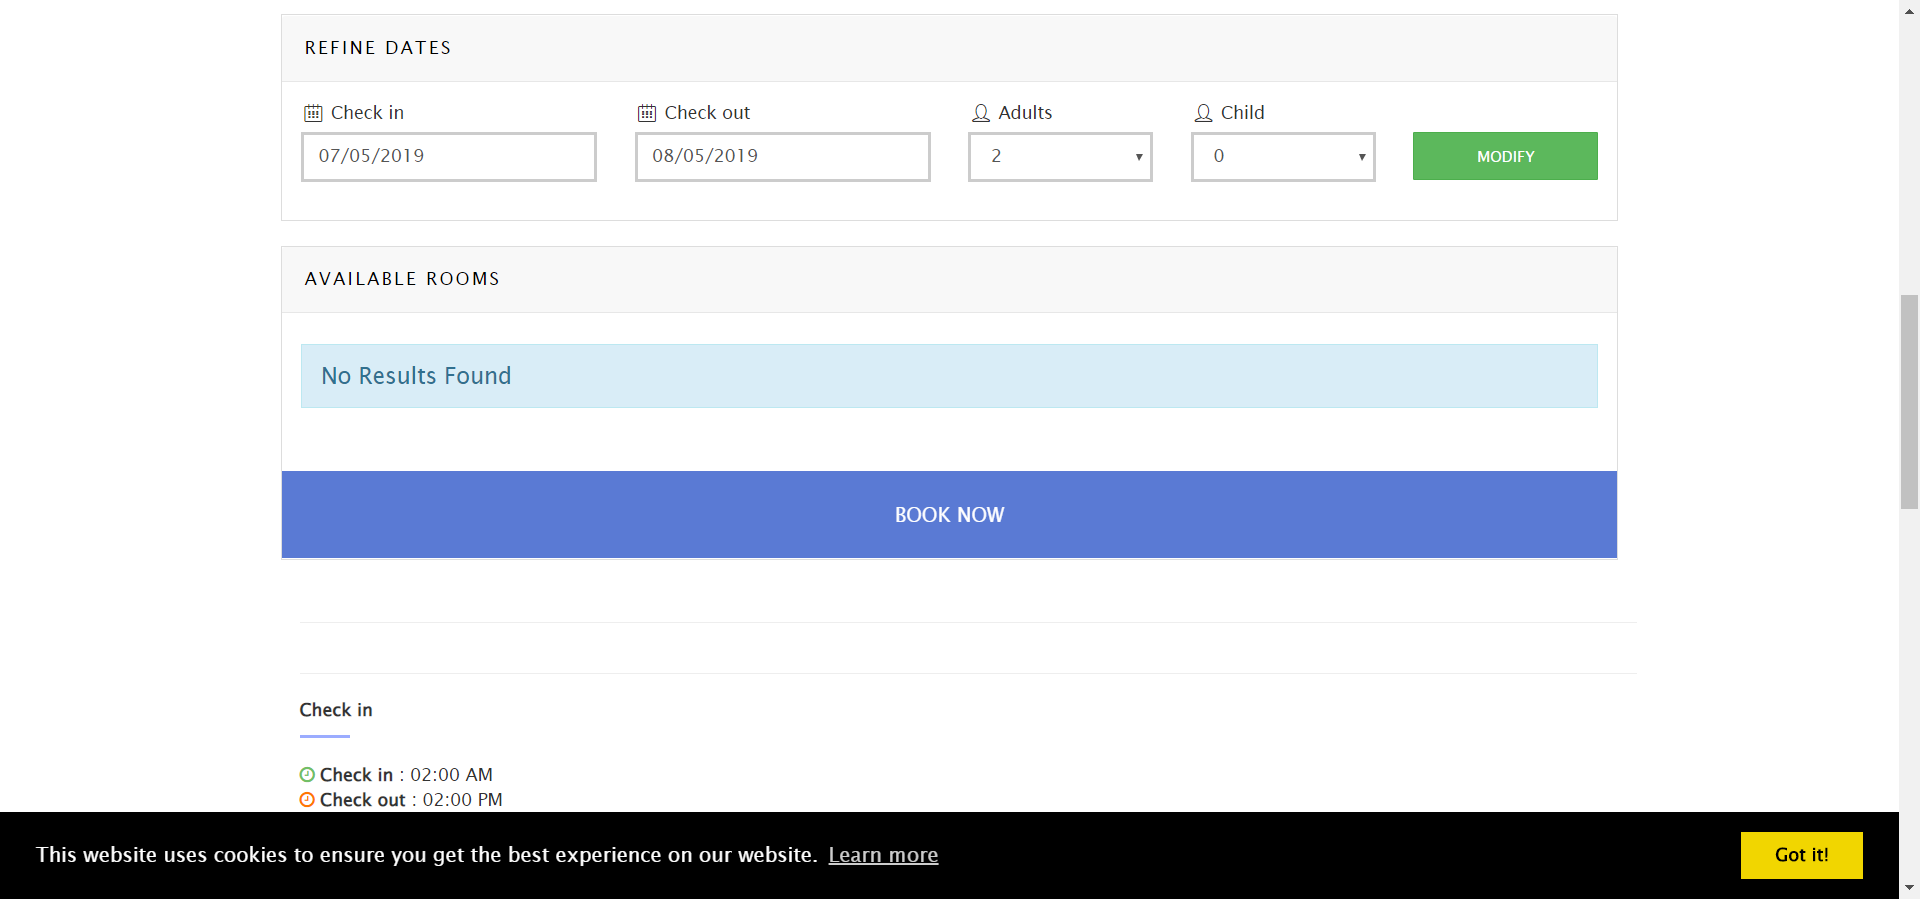 REFINE DATES
Check in
Check out
Adults
Child
07/05/2019
08/05/2019
2
0
MODIFY
AVAILABLE ROOMS
No Results Found
BOOK NOW
Check in
Check in : 02:00 AM
Check out : 02:00 PM
This website uses cookies to ensure you get the best experience on our website. Learn more
Got it!